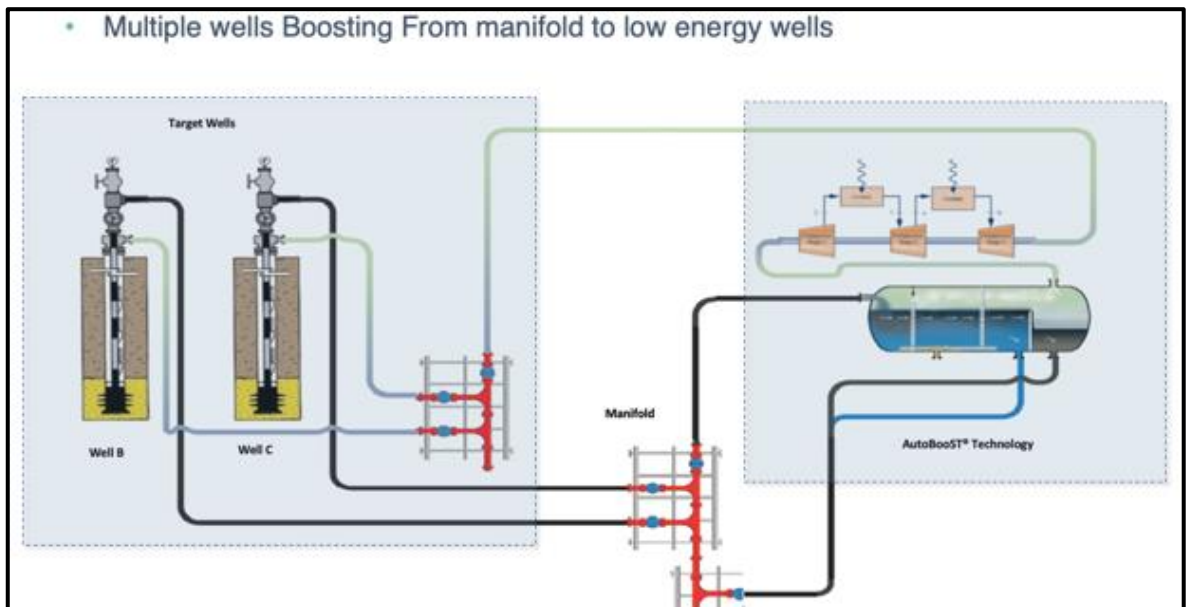 • Multiple wells Boosting From manifold to low energy wells
Target Wells
Manifold
Well B
Well C
AutoBooST® Technology